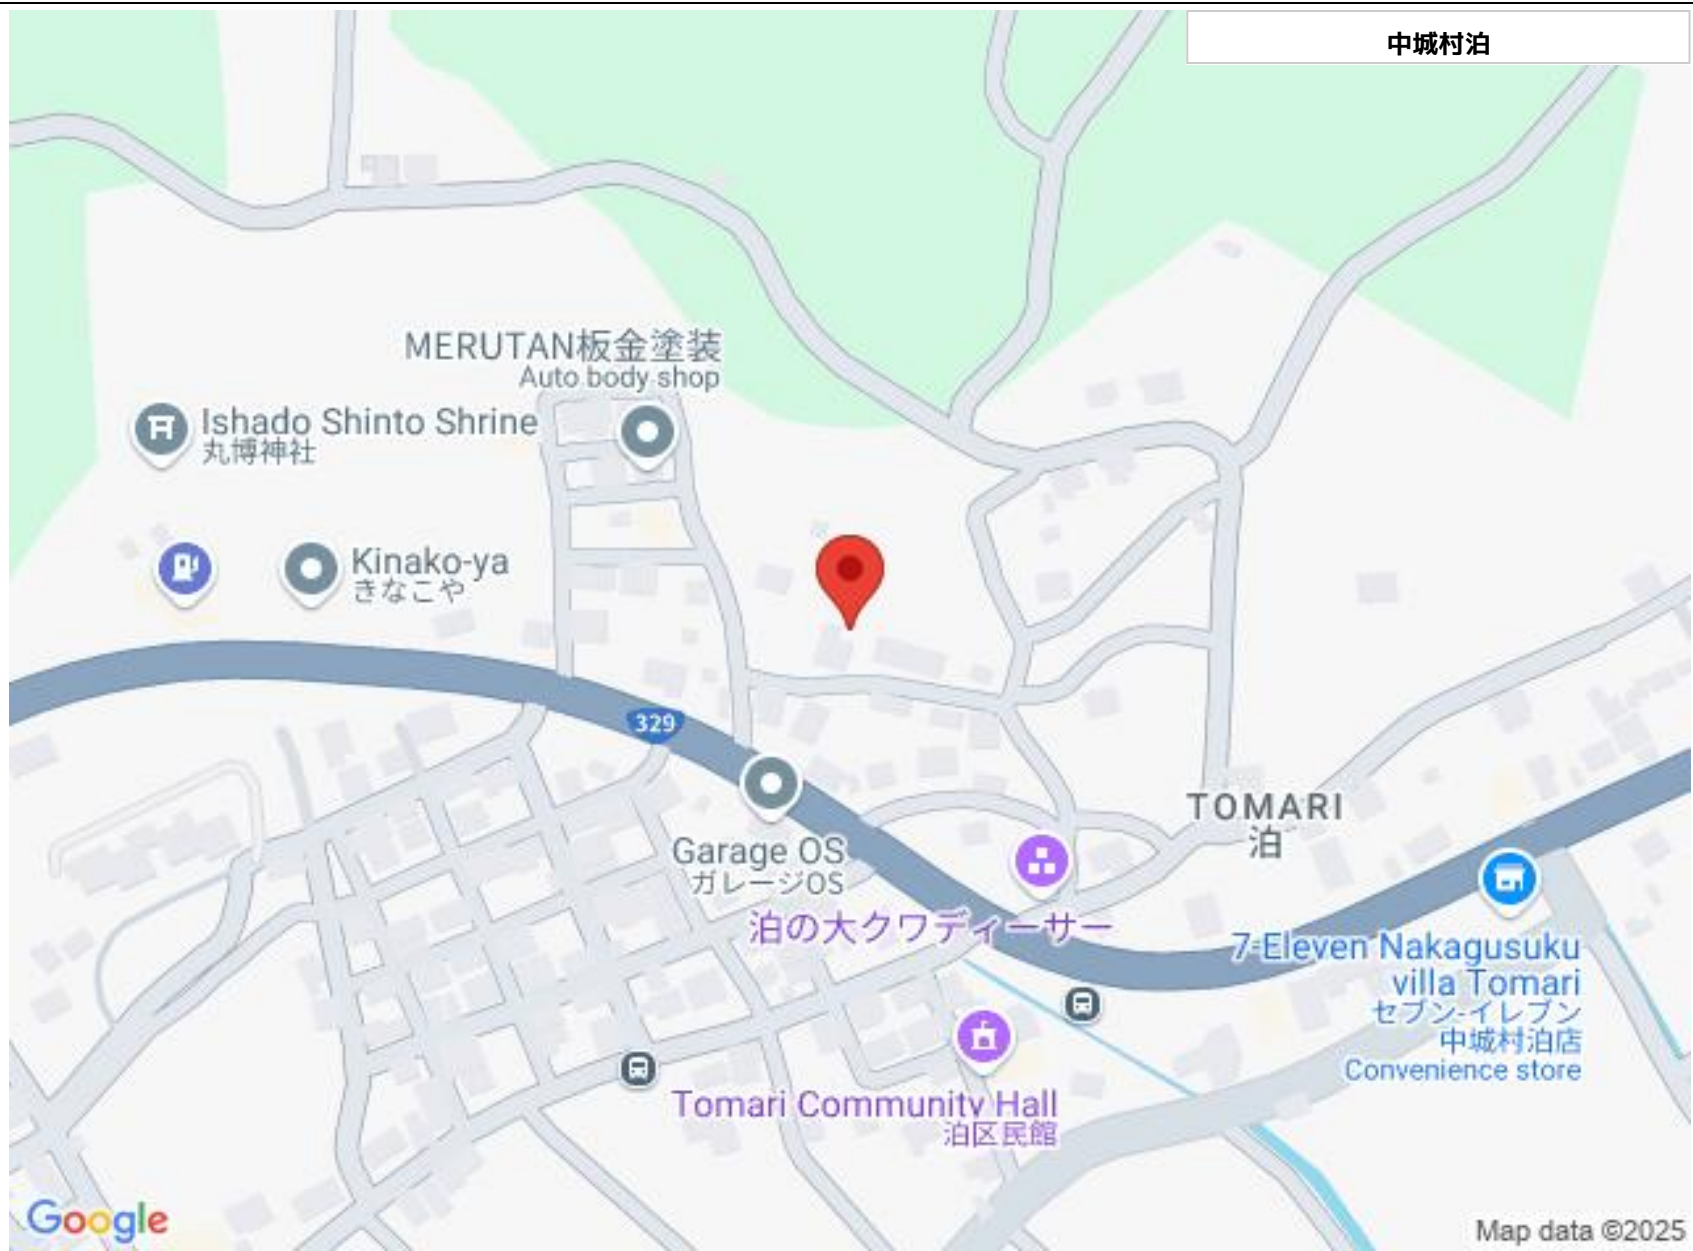 中城村泊
MERUTAN板金塗装
Auto body shop
Ishado Shinto Shrine
丸博神社
Kinako-ya
きなこや
329
TOMARI
泊
Garage OS
ガレージOS
泊の大クワディーサー
7-Eleven Nakagusuku
villa Tomari
セブン-イレブン
中城村泊店
Convenience store
Tomari Community Hall
泊区民館
Google
Map data ©2025